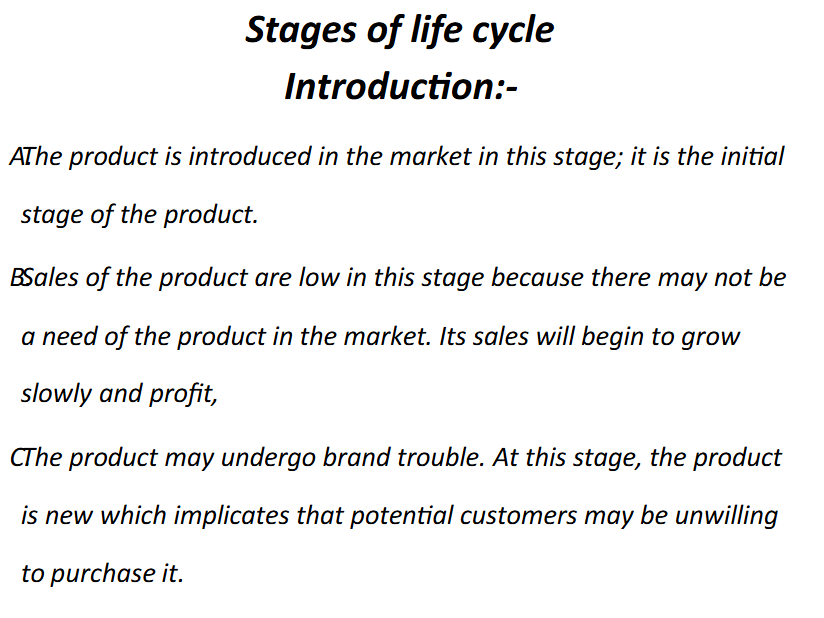 Stages of life cycle
Introduction:-
A.The product is introduced in the market in this stage; it is the initial
stage of the product.
B.Sales of the product are low in this stage because there may not be
a need of the product in the market. Its sales will begin to grow
slowly and profit,
C.The product may undergo brand trouble. At this stage, the product
is new which implicates that potential customers may be unwilling
to purchase it.